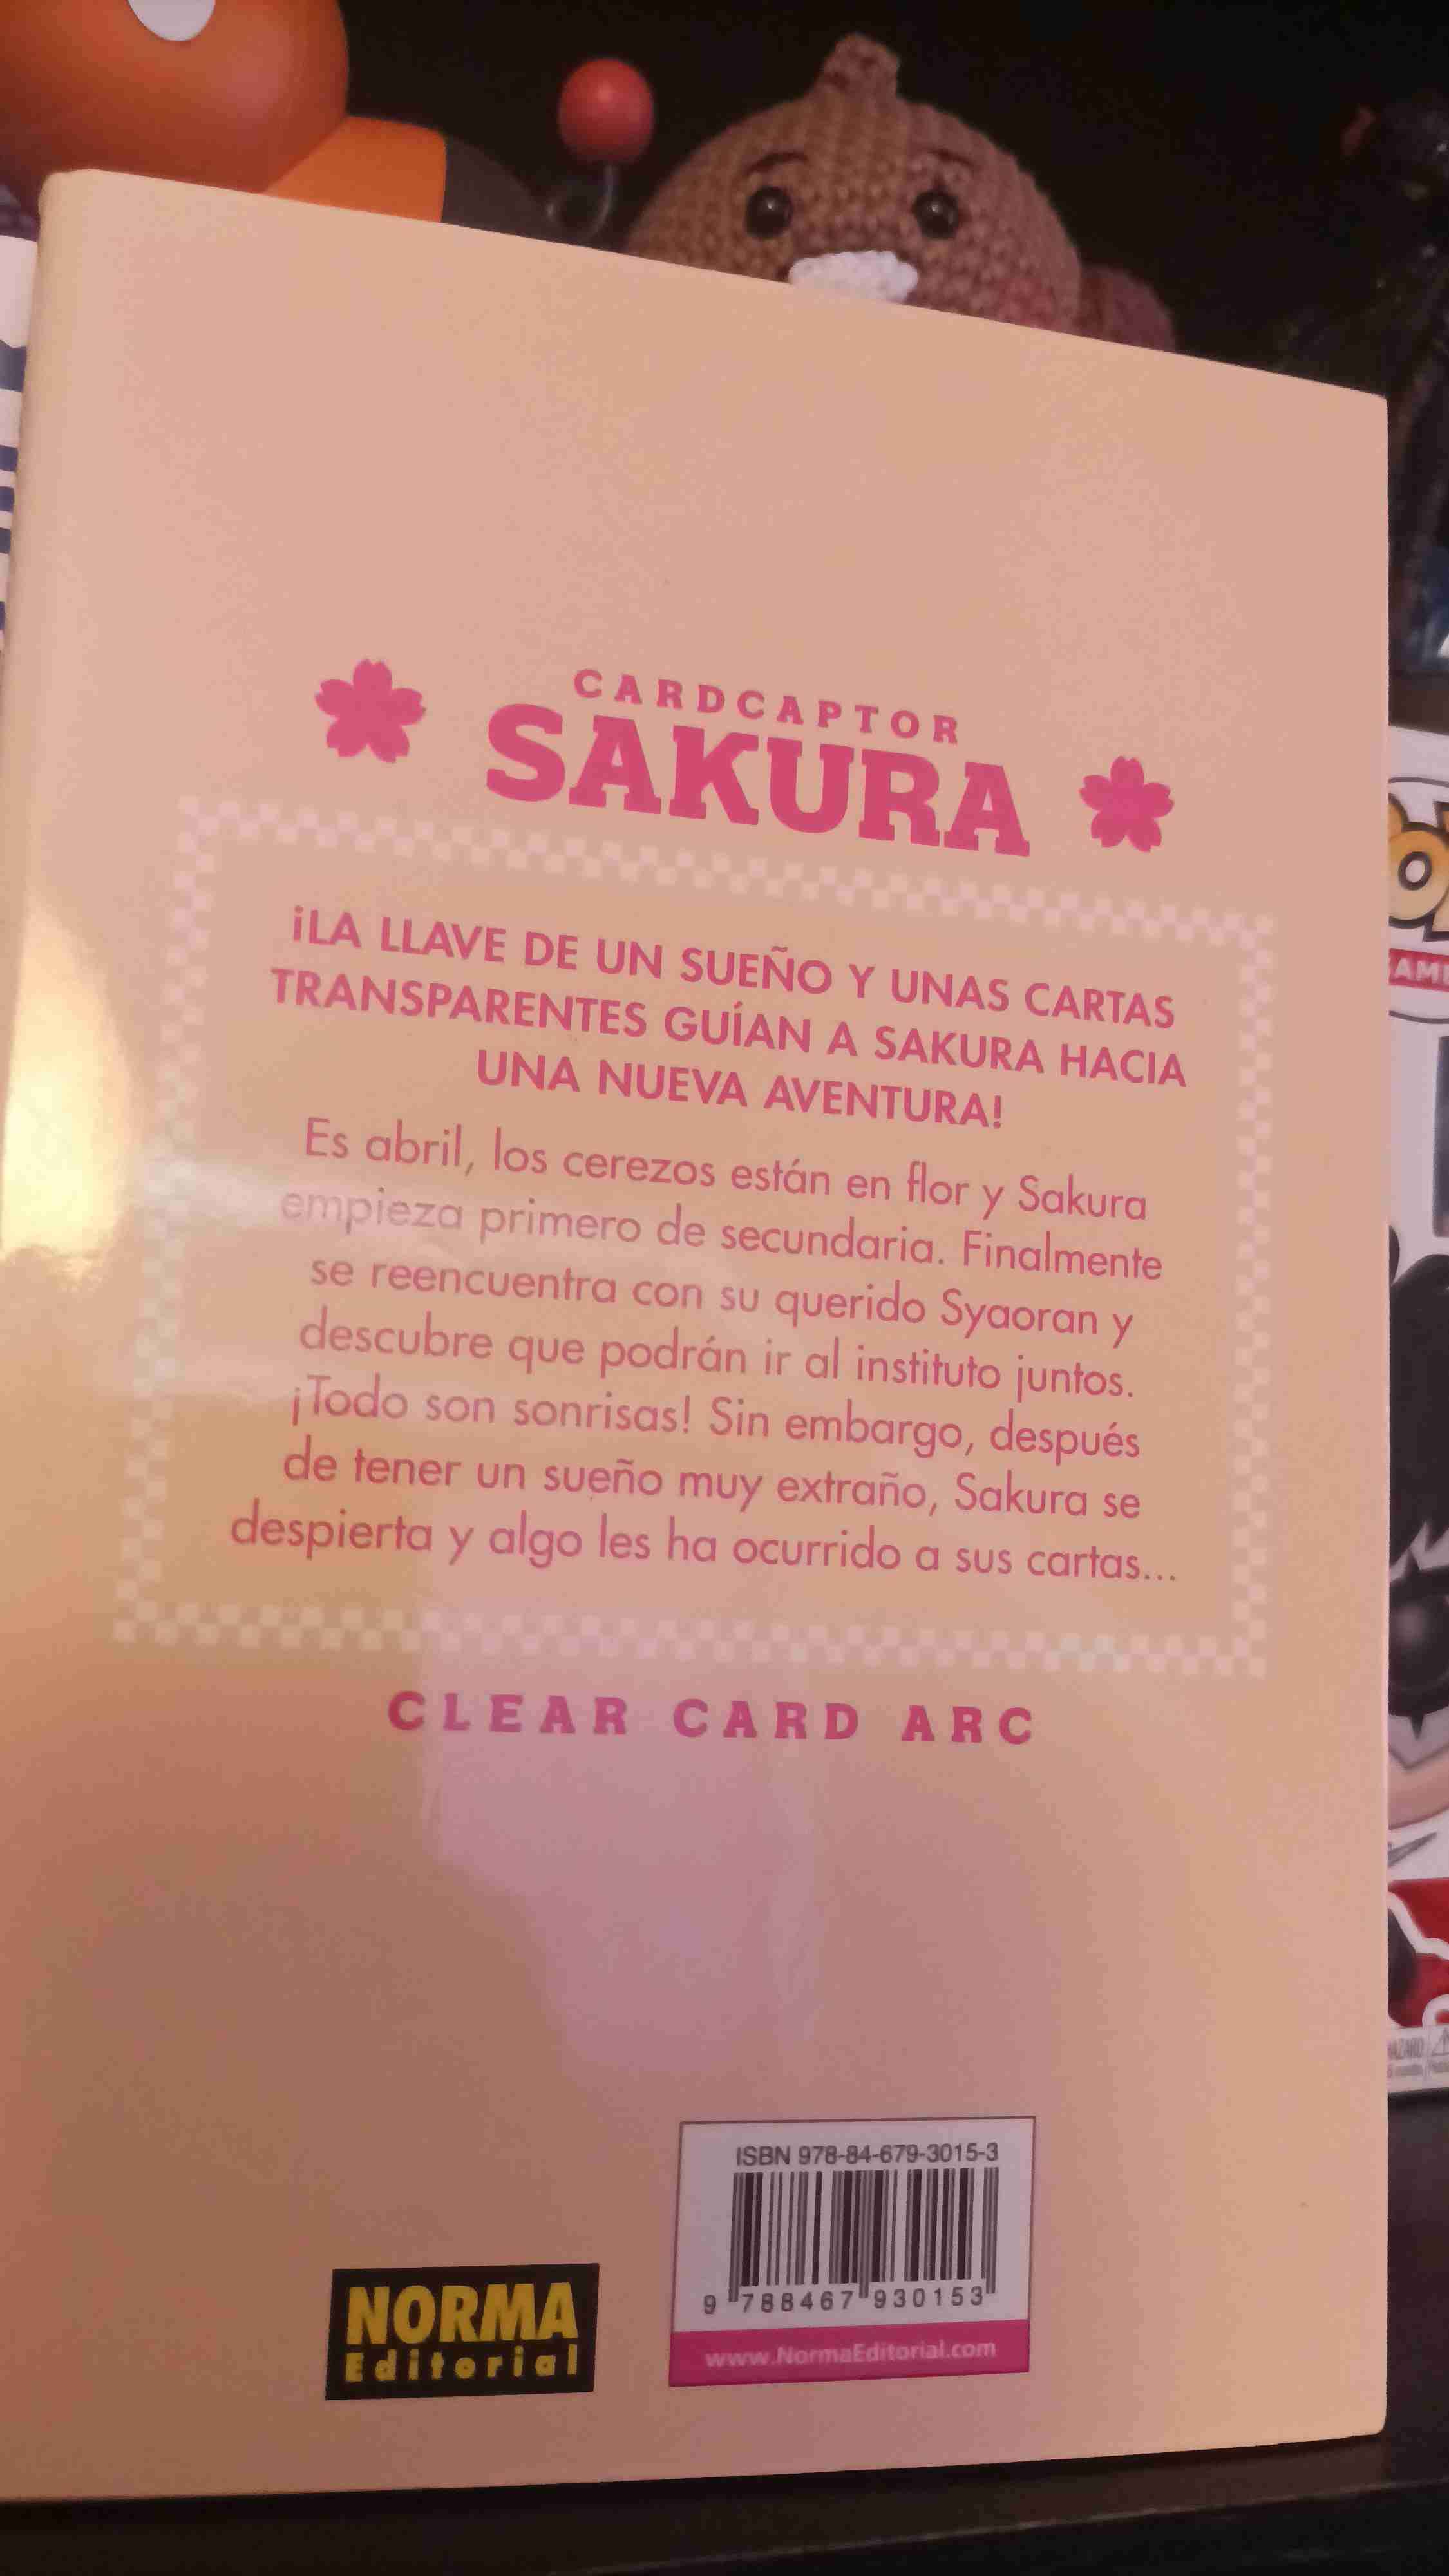 CARDCAPTOR
SAKURA
¡LA LLAVE DE UN SUEÑO Y UNAS CARTAS
TRANSPARENTES GUÍAN A SAKURA HACIA
UNA NUEVA AVENTURA!
Es abril, los cerezos están en flor y Sakura
empieza primero de secundaria. Finalmente
se reencuentra con su querido Syaoran y
descubre que podrán ir al instituto juntos.
¡Todo son sonrisas! Sin embargo, después
de tener un sueño muy extraño, Sakura se
despierta y algo les ha ocurrido a sus cartas...
CLEAR CARD ARC
ISBN 978-84-679-3015-3
9 788467 930153
www.NormaEditorial.com
NORMA
Editorial